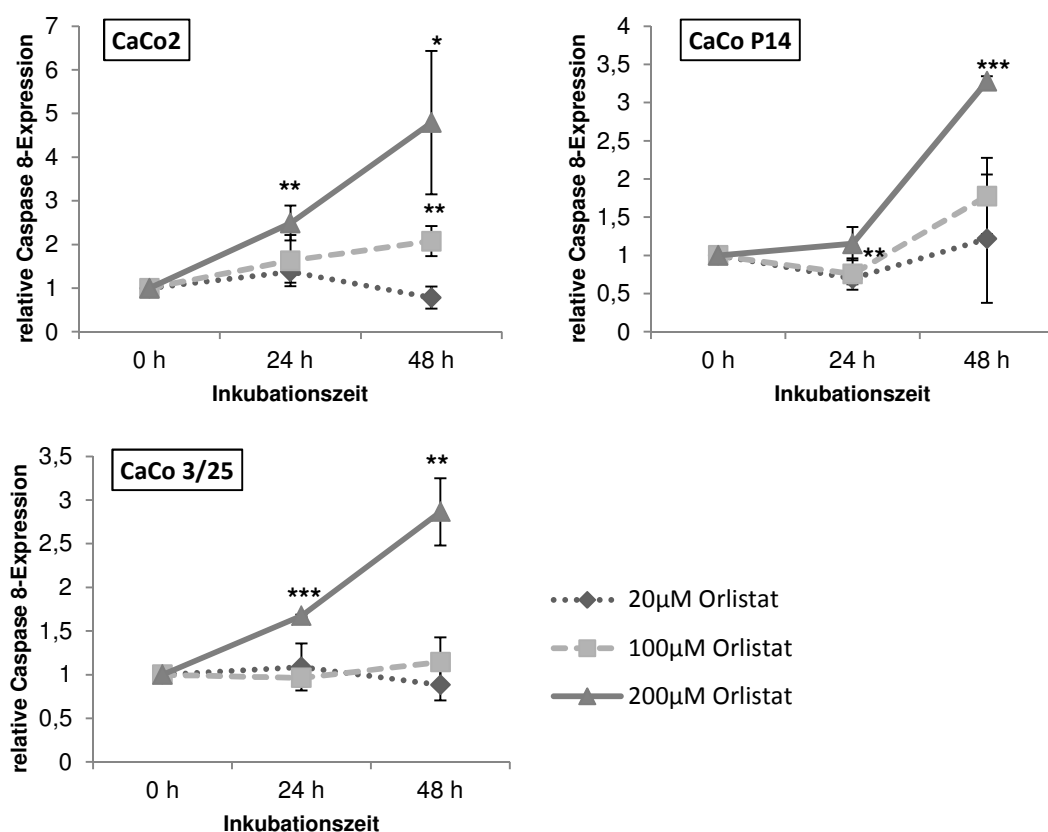 CaCo2
relative Caspase 8-Expression
7
6
5
4
3
2
1
0
*
**
**
0 h 24 h 48 h
Inkubationszeit
CaCo P14
relative Caspase 8-Expression
4
3,5
3
2,5
2
1,5
1
0,5
0
***
**
0 h 24 h 48 h
Inkubationszeit
CaCo 3/25
relative Caspase 8-Expression
3,5
3
2,5
2
1,5
1
0,5
0
**
***
0 h 24 h 48 h
Inkubationszeit
20µM Orlistat
100µM Orlistat
200µM Orlistat